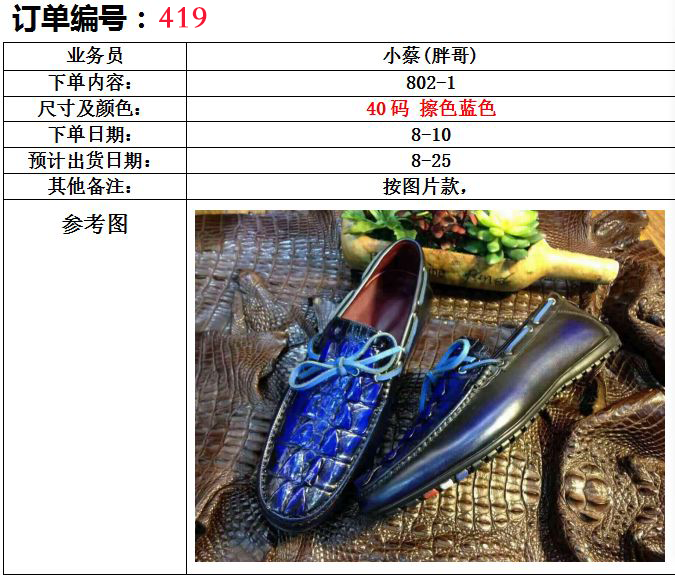 订单编号：419
业务员 小蔡(胖哥)
下单内容: 802-1
尺寸及颜色: 40码 擦色蓝色
下单日期: 8-10
预计出货日期: 8-25
其他备注: 按图片款，
参考图